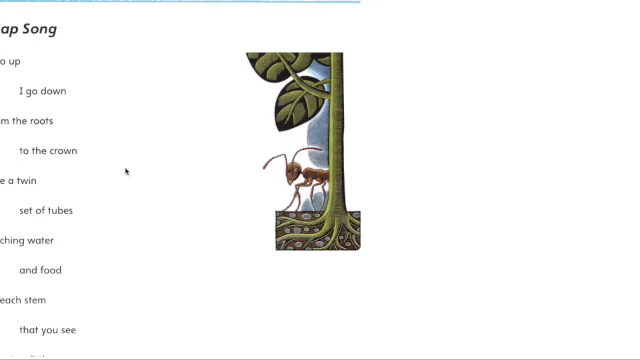 ap Song
o up
I go down
m the roots
to the crown
e a twin
set of tubes
ching water
and food
each stem
that you see